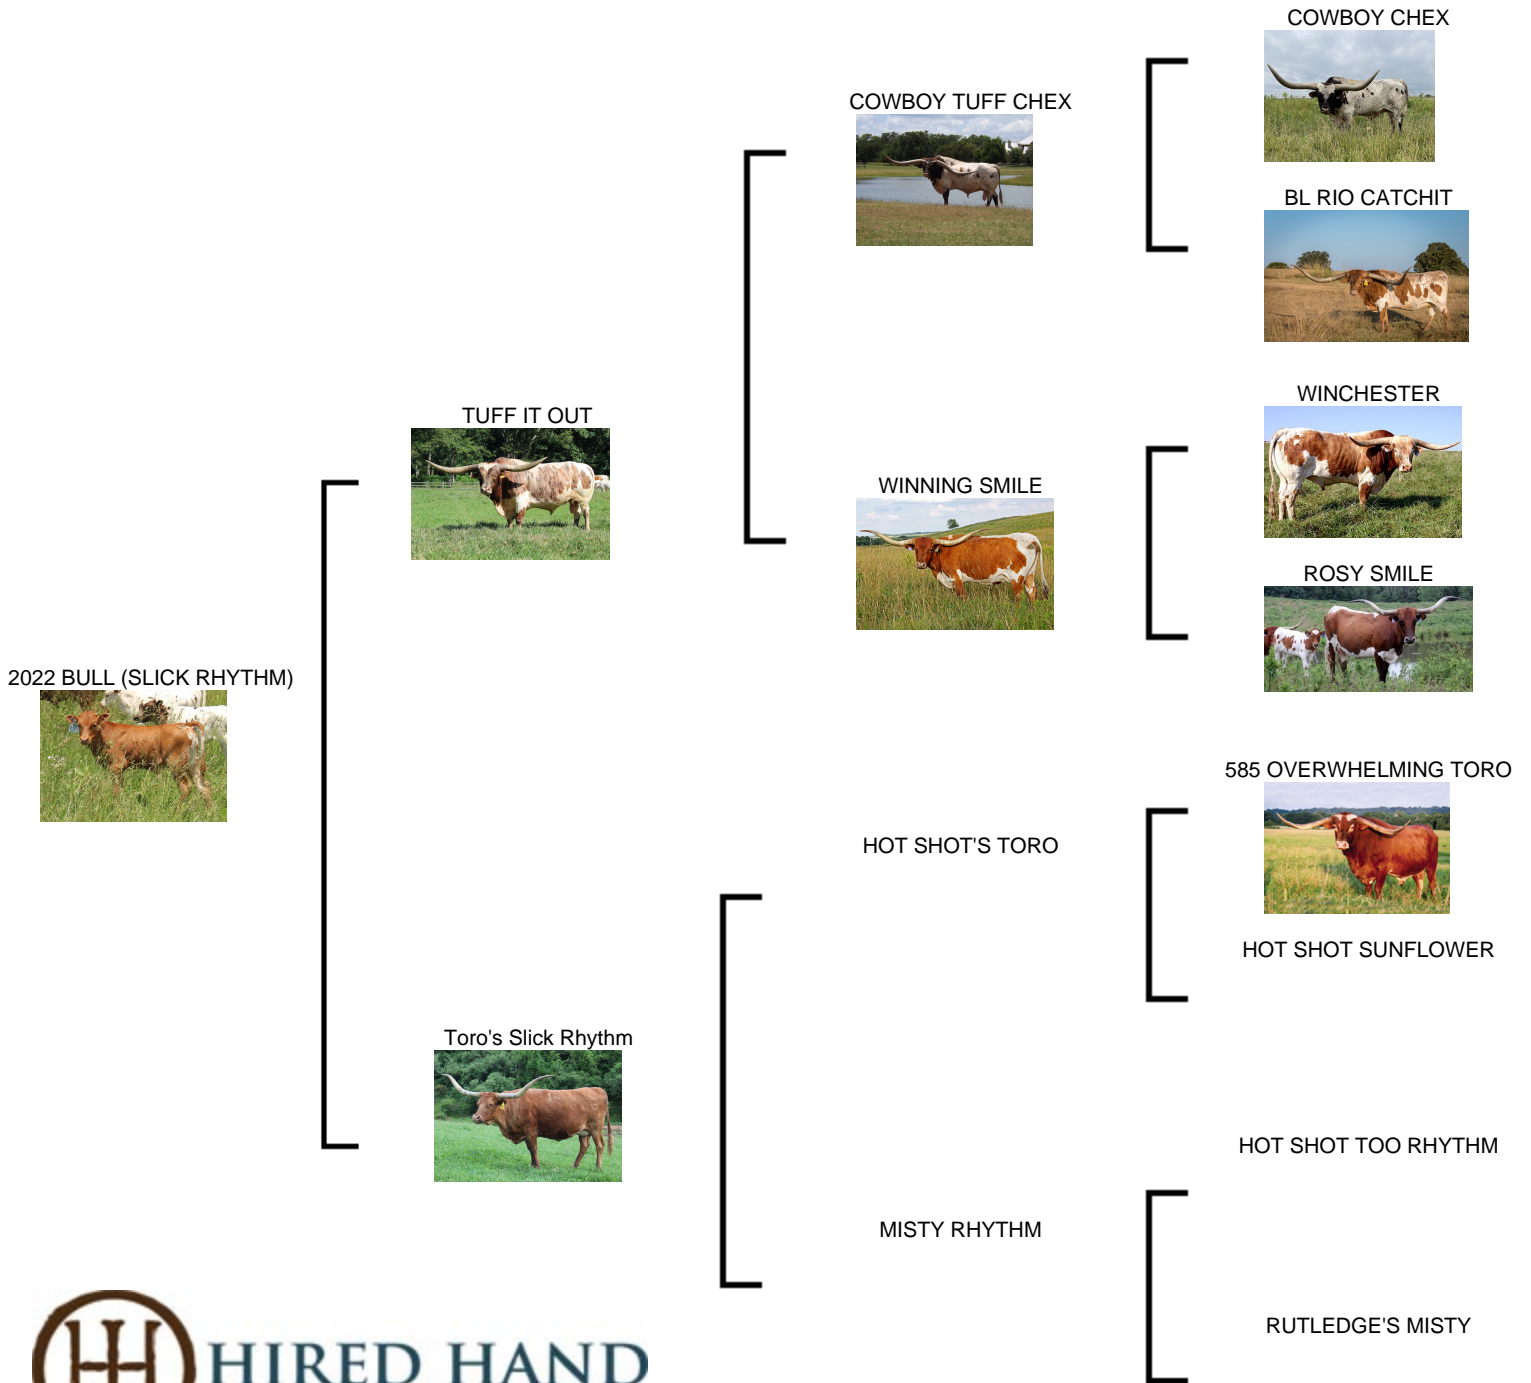 COWBOY CHEX
COWBOY TUFF CHEX
BL RIO CATCHIT
TUFF IT OUT
WINCHESTER
WINNING SMILE
ROSY SMILE
2022 BULL (SLICK RHYTHM)
585 OVERWHELMING TORO
HOT SHOT'S TORO
HOT SHOT SUNFLOWER
Toro's Slick Rhythm
HOT SHOT TOO RHYTHM
MISTY RHYTHM
RUTLEDGE'S MISTY
HIRED HAND